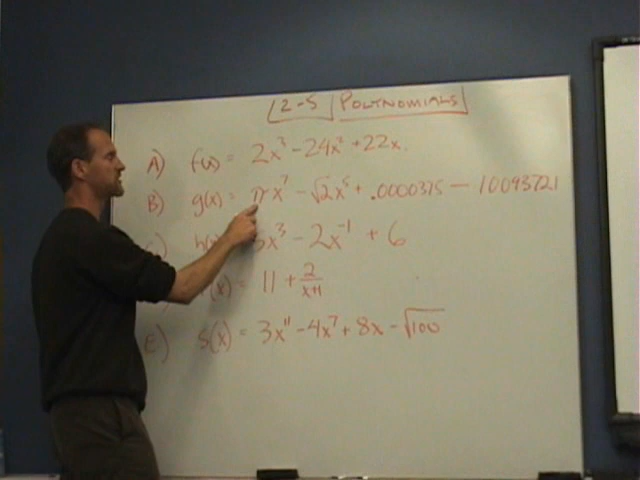 2-5 POLYNOMIALS
A) f(x) = 2x³ - 24x² + 22x.
B) g(x) = πx⁷ - √2x⁵ + .0000375 - 10093721
) h(x) 3x³ - 2x⁻¹ + 6
(x) = 11 + 2/(x+1)
E) s(x) = 3x¹¹ - 4x⁷ + 8x - √100